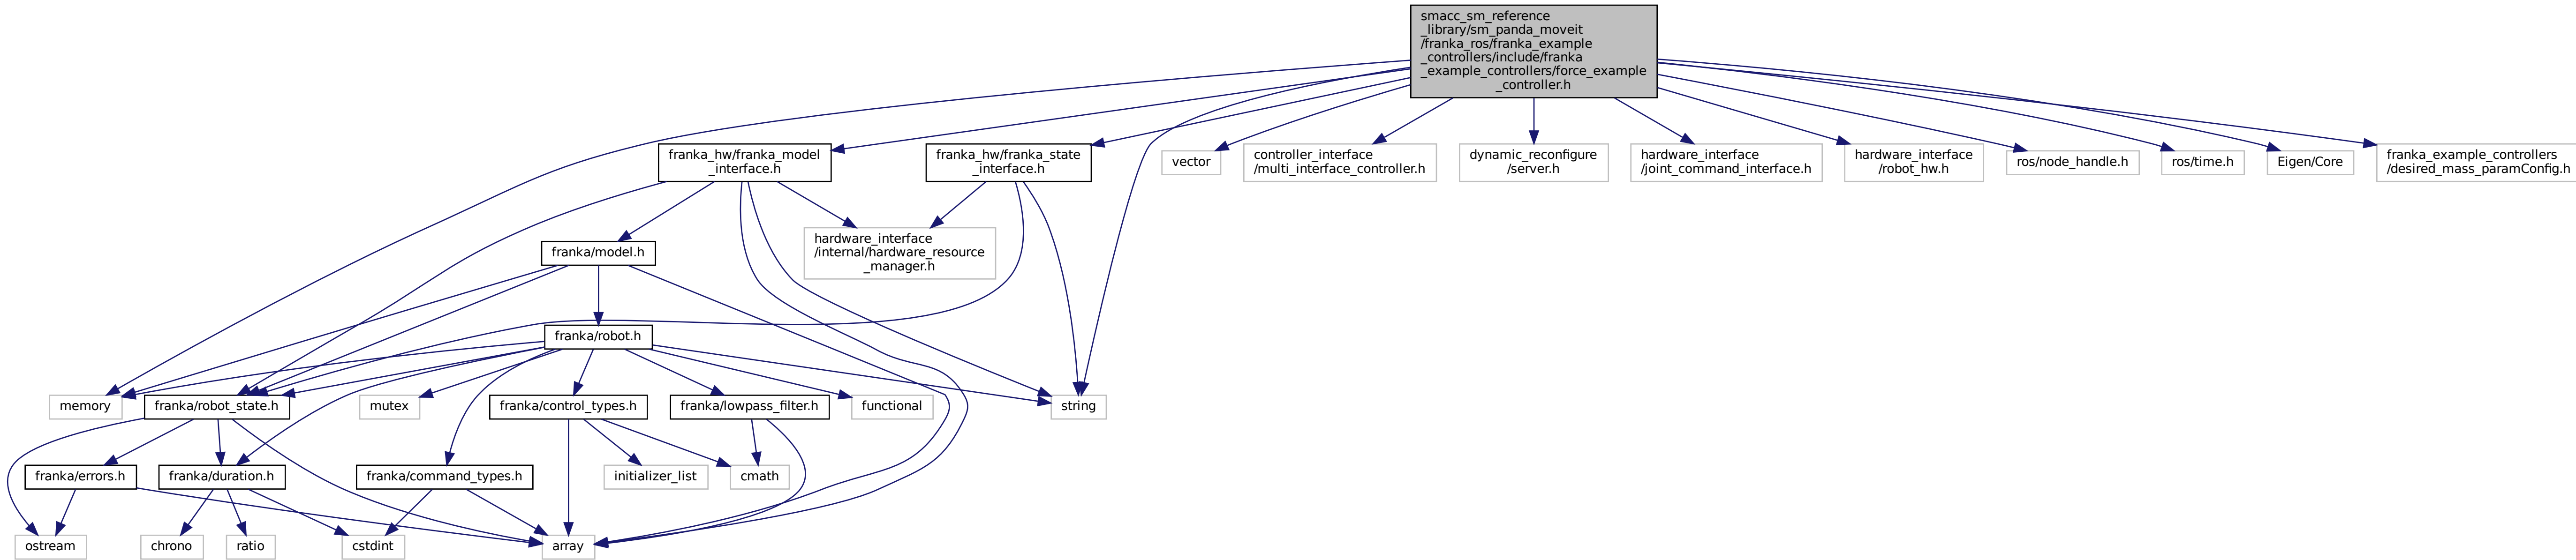 smacc_sm_reference
_library/sm_panda_moveit
/franka_ros/franka_example
_controllers/include/franka
_example_controllers/force_example
_controller.h
franka_hw/franka_model
_interface.h
franka_hw/franka_state
_interface.h
vector
controller_interface
/multi_interface_controller.h
dynamic_reconfigure
/server.h
hardware_interface
/joint_command_interface.h
hardware_interface
/robot_hw.h
ros/node_handle.h
ros/time.h
Eigen/Core
franka_example_controllers
/desired_mass_paramConfig.h
franka/model.h
hardware_interface
/internal/hardware_resource
_manager.h
franka/robot.h
memory
franka/robot_state.h
mutex
franka/control_types.h
franka/lowpass_filter.h
functional
string
franka/errors.h
franka/duration.h
franka/command_types.h
initializer_list
cmath
ostream
chrono
ratio
cstdint
array